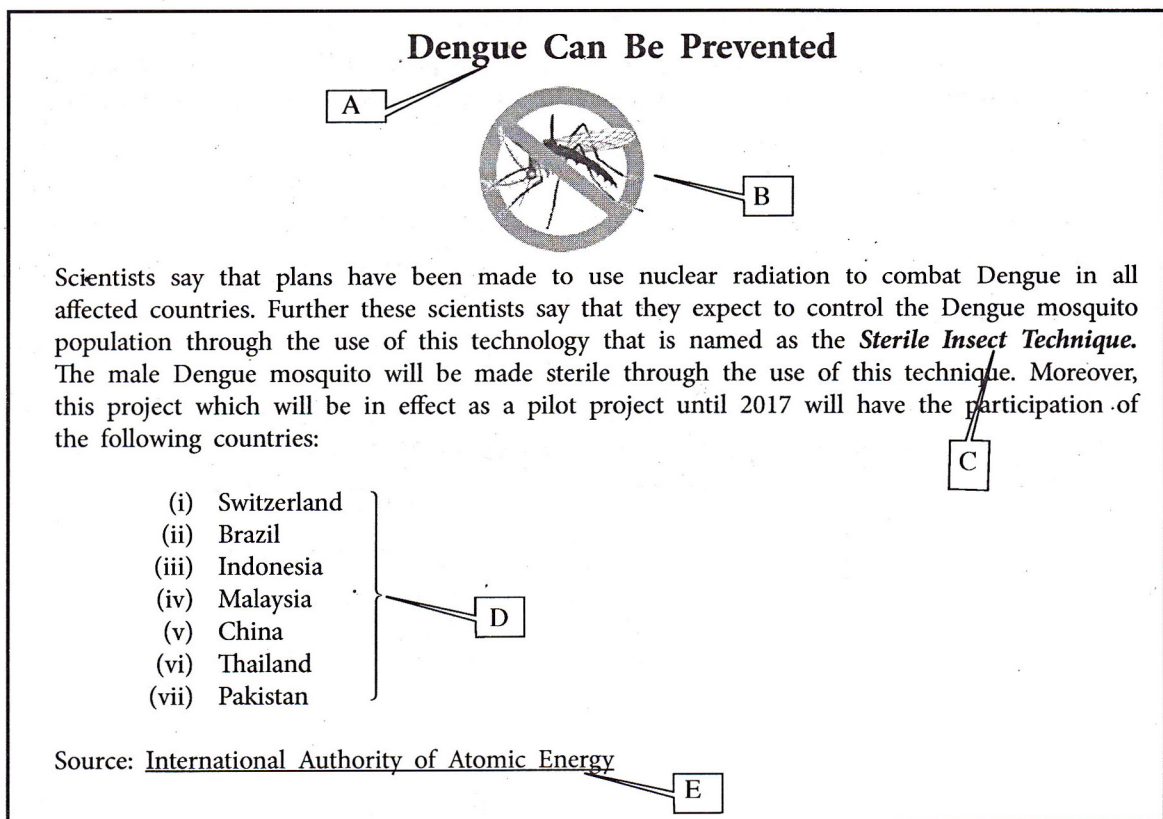 Dengue Can Be Prevented
A
B
Scientists say that plans have been made to use nuclear radiation to combat Dengue in all
affected countries. Further these scientists say that they expect to control the Dengue mosquito
population through the use of this technology that is named as the Sterile Insect Technique.
The male Dengue mosquito will be made sterile through the use of this technique. Moreover,
this project which will be in effect as a pilot project until 2017 will have the participation of
the following countries:
C
(i) Switzerland
(ii) Brazil
(iii) Indonesia
(iv) Malaysia
(v) China
(vi) Thailand
(vii) Pakistan
D
Source: International Authority of Atomic Energy
E